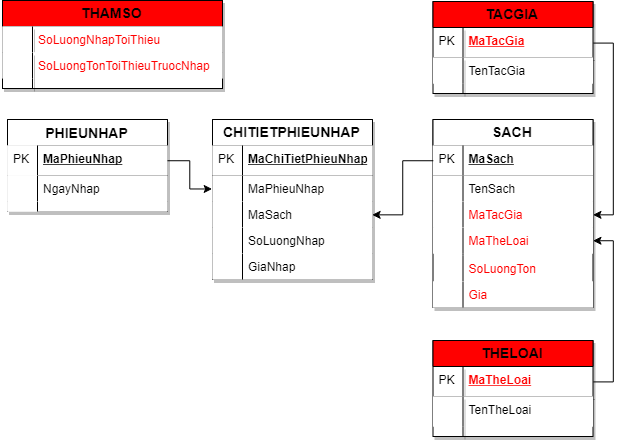 THAMSO
SoLuongNhapToiThieu
SoLuongTonToiThieuTruocNhap
TACGIA
PK MaTacGia
TenTacGia
PHIEUNHAP
PK MaPhieuNhap
NgayNhap
CHITIETPHIEUNHAP
PK MaChiTietPhieuNhap
MaPhieuNhap
MaSach
SoLuongNhap
GiaNhap
SACH
PK MaSach
TenSach
MaTacGia
MaTheLoai
SoLuongTon
Gia
THELOAI
PK MaTheLoai
TenTheLoai